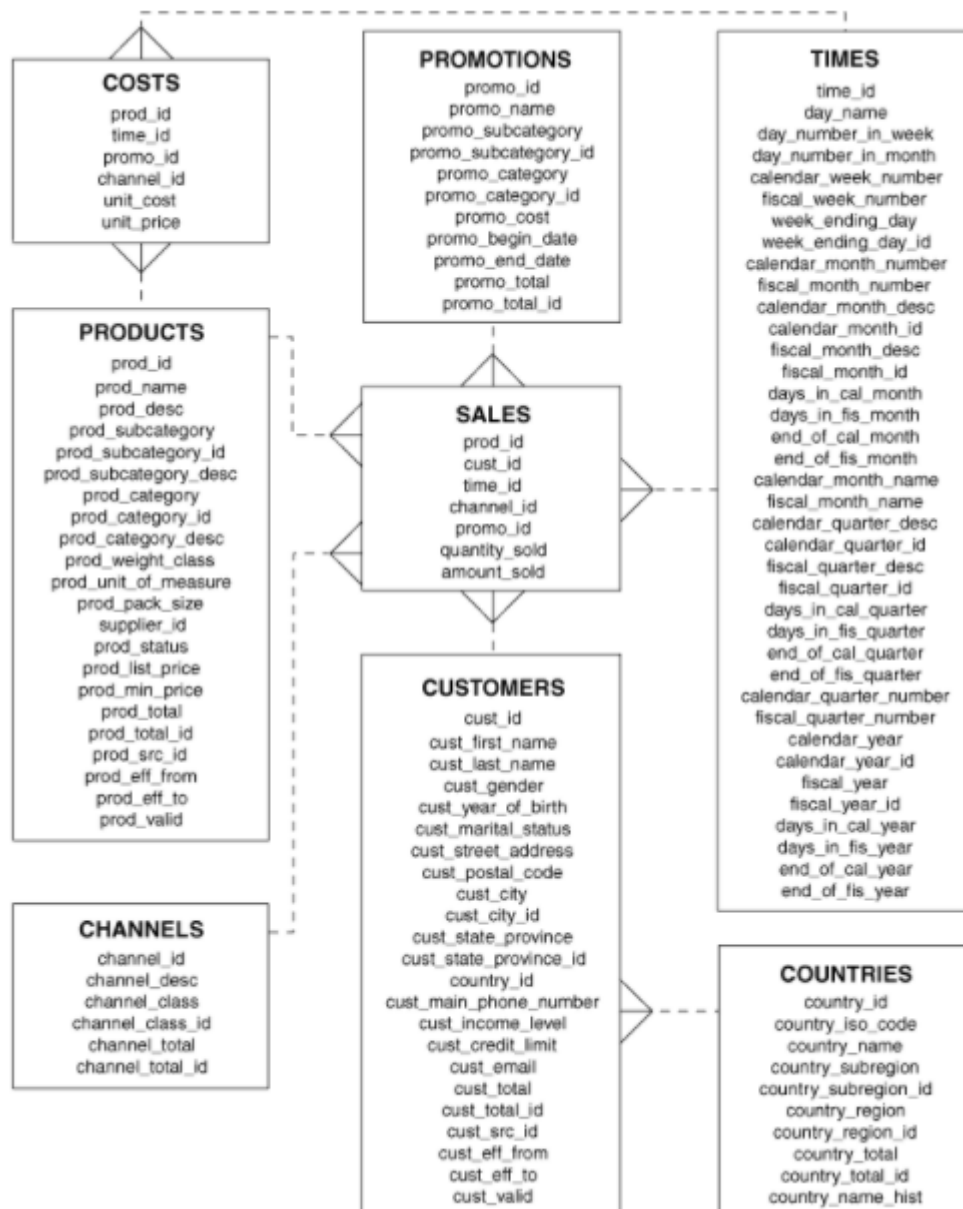 COSTS
prod_id
time_id
promo_id
channel_id
unit_cost
unit_price
PROMOTIONS
promo_id
promo_name
promo_subcategory
promo_subcategory_id
promo_category
promo_category_id
promo_cost
promo_begin_date
promo_end_date
promo_total
promo_total_id
TIMES
time_id
day_name
day_number_in_week
day_number_in_month
calendar_week_number
fiscal_week_number
week_ending_day
week_ending_day_id
calendar_month_number
fiscal_month_number
calendar_month_desc
calendar_month_id
fiscal_month_desc
fiscal_month_id
days_in_cal_month
days_in_fis_month
end_of_cal_month
end_of_fis_month
calendar_month_name
fiscal_month_name
calendar_quarter_desc
calendar_quarter_id
fiscal_quarter_desc
fiscal_quarter_id
days_in_cal_quarter
days_in_fis_quarter
end_of_cal_quarter
end_of_fis_quarter
calendar_quarter_number
fiscal_quarter_number
calendar_year
calendar_year_id
fiscal_year
fiscal_year_id
days_in_cal_year
days_in_fis_year
end_of_cal_year
end_of_fis_year
PRODUCTS
prod_id
prod_name
prod_desc
prod_subcategory
prod_subcategory_id
prod_subcategory_desc
prod_category
prod_category_id
prod_category_desc
prod_weight_class
prod_unit_of_measure
prod_pack_size
supplier_id
prod_status
prod_list_price
prod_min_price
prod_total
prod_total_id
prod_src_id
prod_eff_from
prod_eff_to
prod_valid
SALES
prod_id
cust_id
time_id
channel_id
promo_id
quantity_sold
amount_sold
CUSTOMERS
cust_id
cust_first_name
cust_last_name
cust_gender
cust_year_of_birth
cust_marital_status
cust_street_address
cust_postal_code
cust_city
cust_city_id
cust_state_province
cust_state_province_id
country_id
cust_main_phone_number
cust_income_level
cust_credit_limit
cust_email
cust_total
cust_total_id
cust_src_id
cust_eff_from
cust_eff_to
cust_valid
CHANNELS
channel_id
channel_desc
channel_class
channel_class_id
channel_total
channel_total_id
COUNTRIES
country_id
country_iso_code
country_name
country_subregion
country_subregion_id
country_region
country_region_id
country_total
country_total_id
country_name_hist